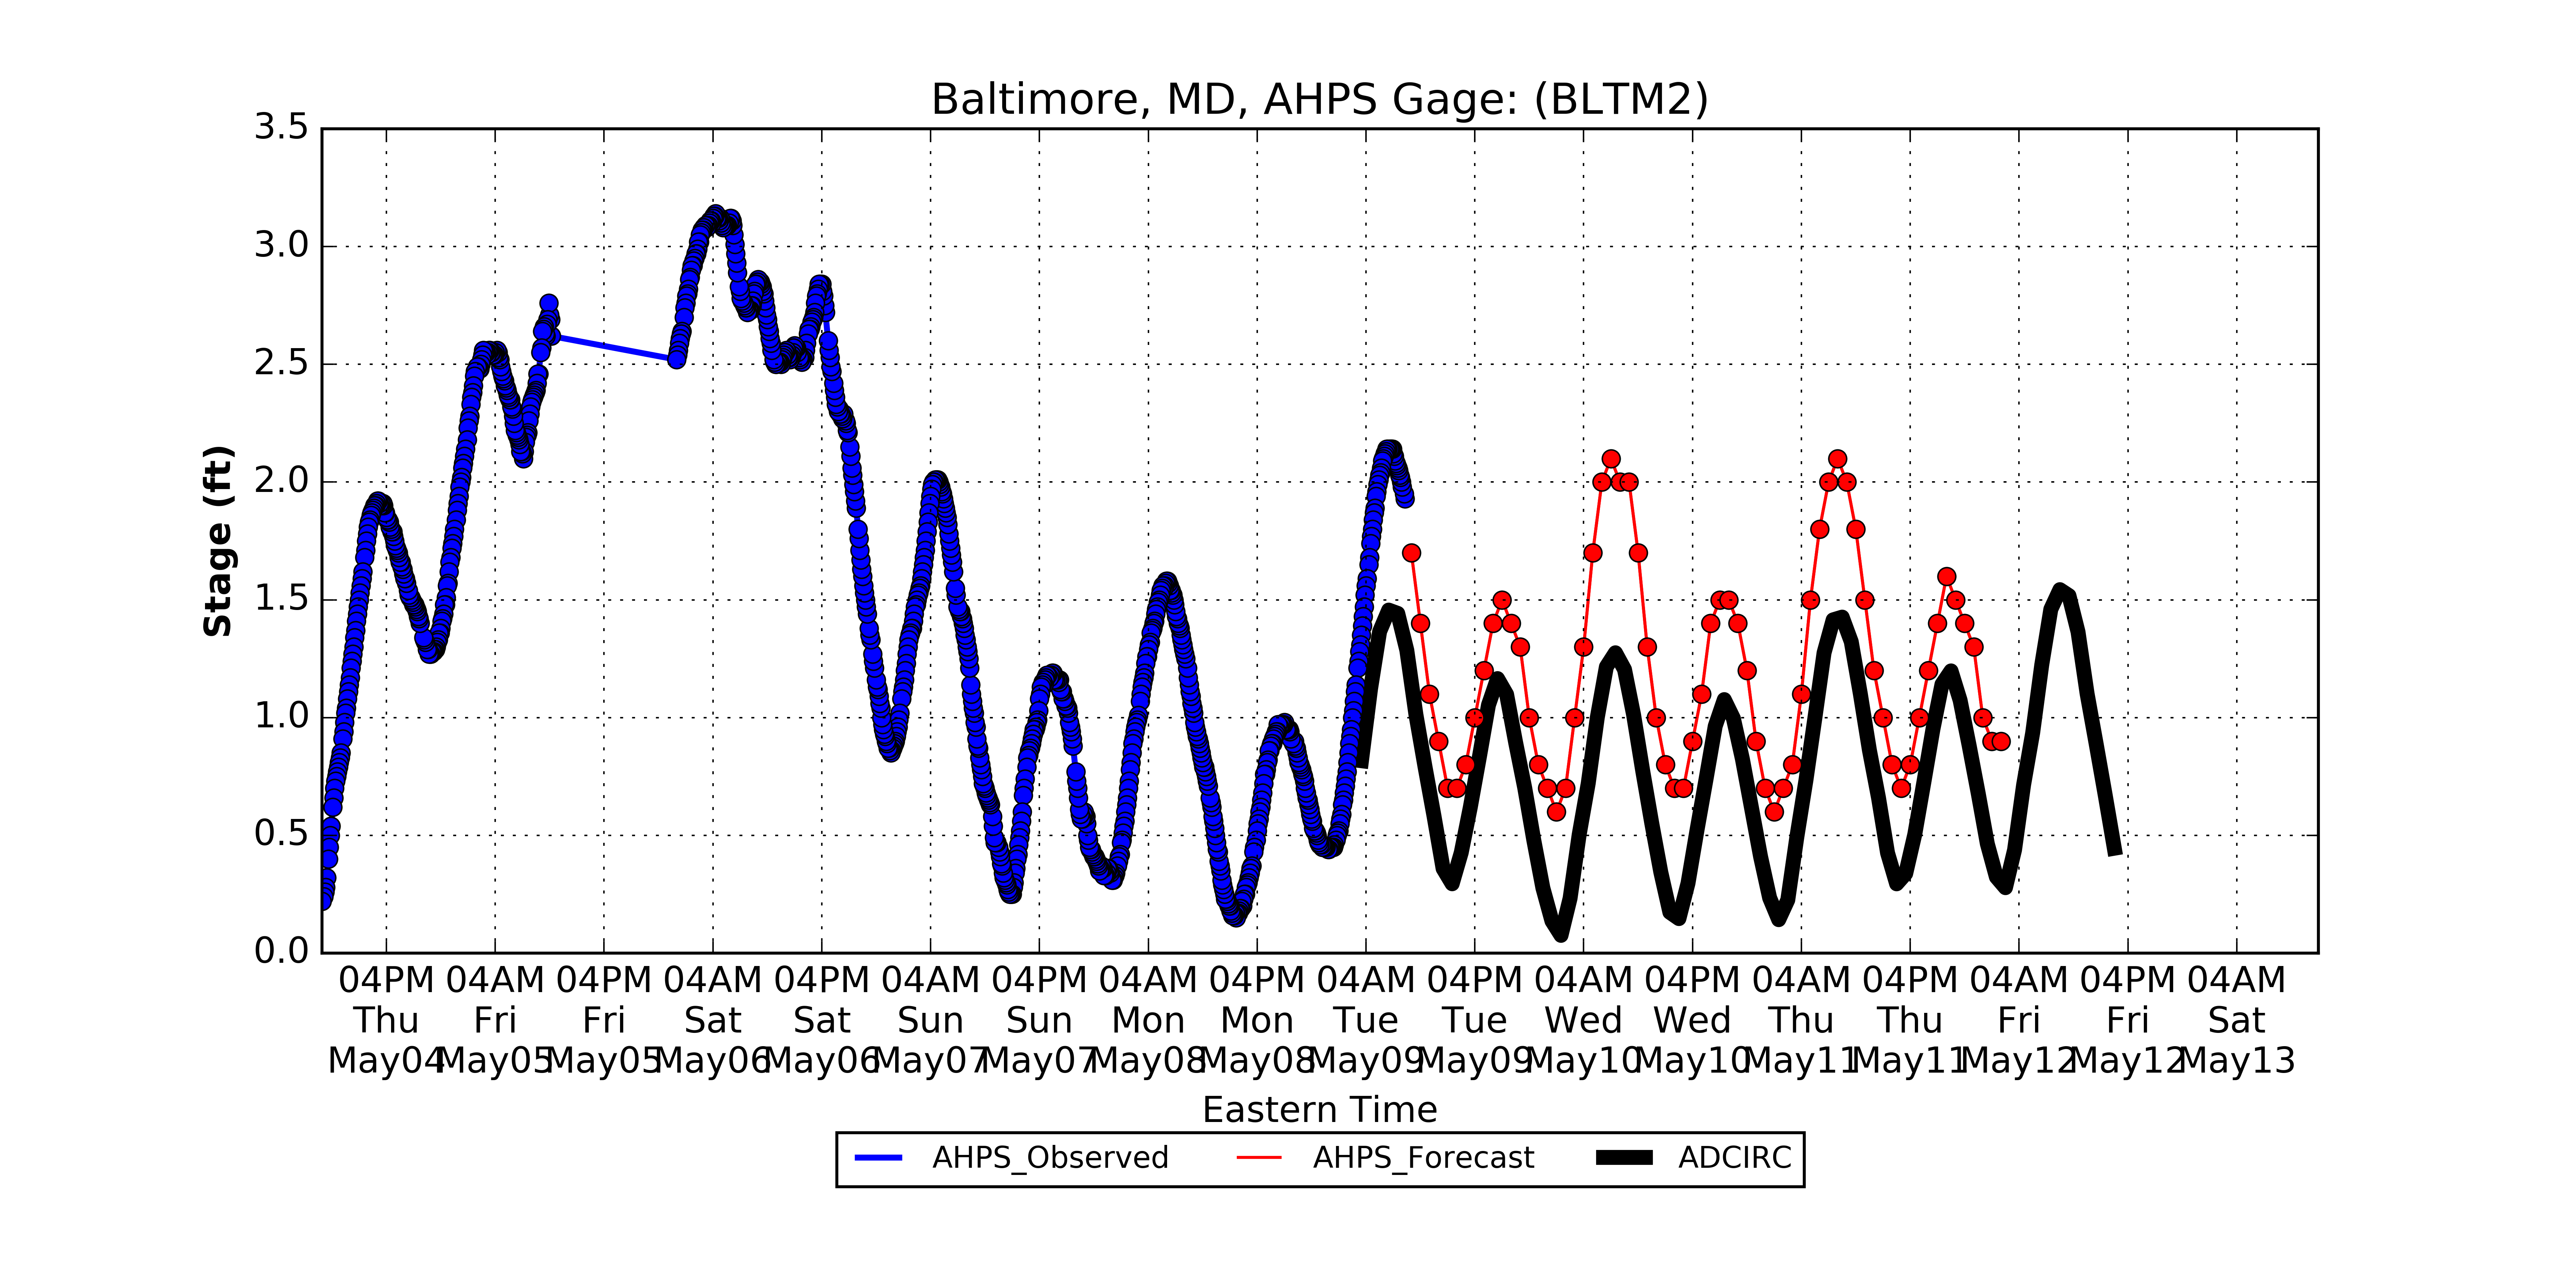 Baltimore, MD, AHPS Gage: (BLTM2)
3.5
3.0
2.5
2.0
1.5
1.0
0.5
0.0
Stage (ft)
04PM 04AM 04PM 04AM 04PM 04AM 04PM 04AM 04PM 04AM 04PM 04AM 04PM 04AM 04PM 04AM 04PM 04AM
Thu Fri Fri Sat Sat Sun Sun Mon Mon Tue Tue Wed Wed Thu Thu Fri Fri Sat
May04 May05 May05 May06 May06 May07 May07 May08 May08 May09 May09 May10 May10 May11 May11 May12 May12 May13
Eastern Time
AHPS_Observed AHPS_Forecast ADCIRC